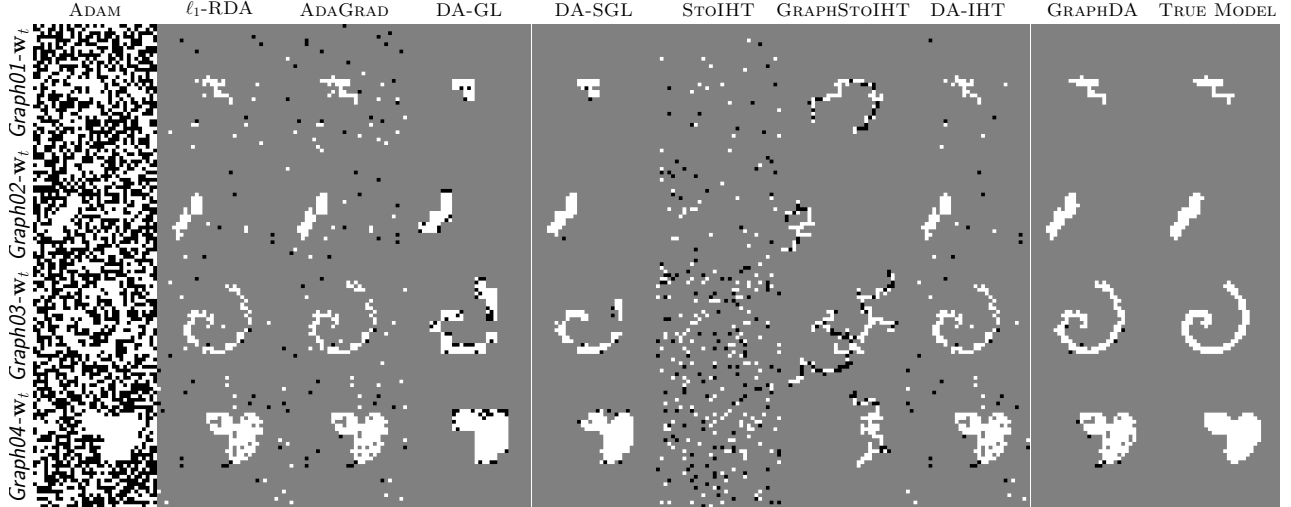 ADAM ℓ₁-RDA ADAGRAD DA-GL DA-SGL STOIHT GRAPHSTOIHT DA-IHT GRAPHDA TRUE MODEL
Graph01-wₜ
Graph02-wₜ
Graph03-wₜ
Graph04-wₜ